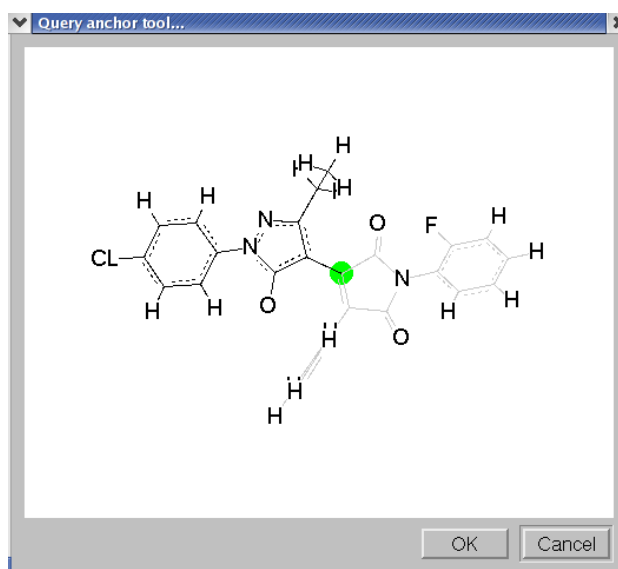 Query anchor tool...
H
H H H
H H
N O F H
CL N H
O N
H H H H
O
H
H
H
OK Cancel